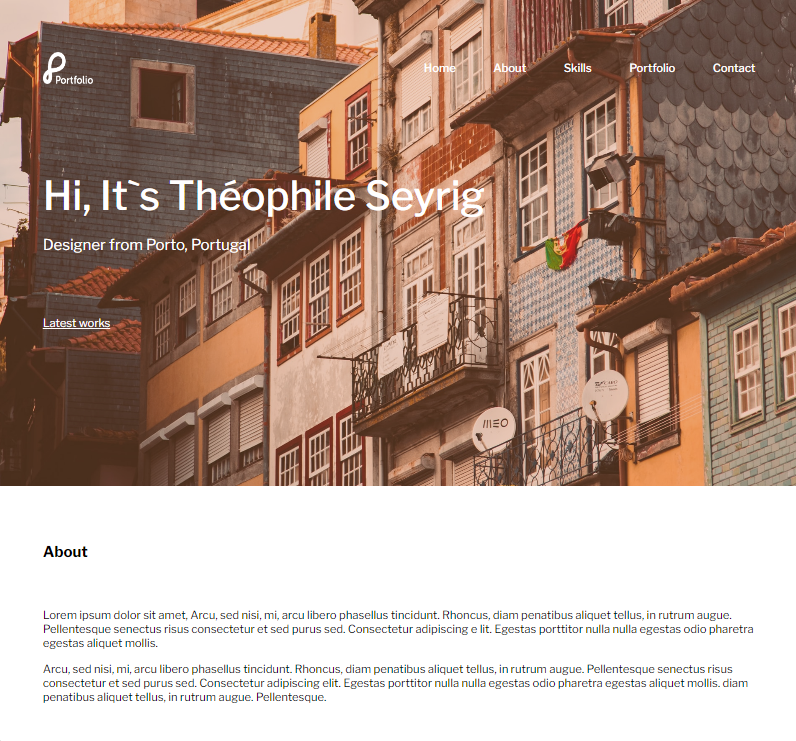 Portfolio
Home About Skills Portfolio Contact
Hi, It`s Théophile Seyrig
Designer from Porto, Portugal
Latest works
MEO
About
Lorem ipsum dolor sit amet, Arcu, sed nisi, mi, arcu libero phasellus tincidunt. Rhoncus, diam penatibus aliquet tellus, in rutrum augue.
Pellentesque senectus risus consectetur et sed purus sed. Consectetur adipiscing e lit. Egestas porttitor nulla nulla egestas odio pharetra
egestas aliquet mollis.
Arcu, sed nisi, mi, arcu libero phasellus tincidunt. Rhoncus, diam penatibus aliquet tellus, in rutrum augue. Pellentesque senectus risus
consectetur et sed purus sed. Consectetur adipiscing elit. Egestas porttitor nulla nulla egestas odio pharetra egestas aliquet mollis. diam
penatibus aliquet tellus, in rutrum augue. Pellentesque.